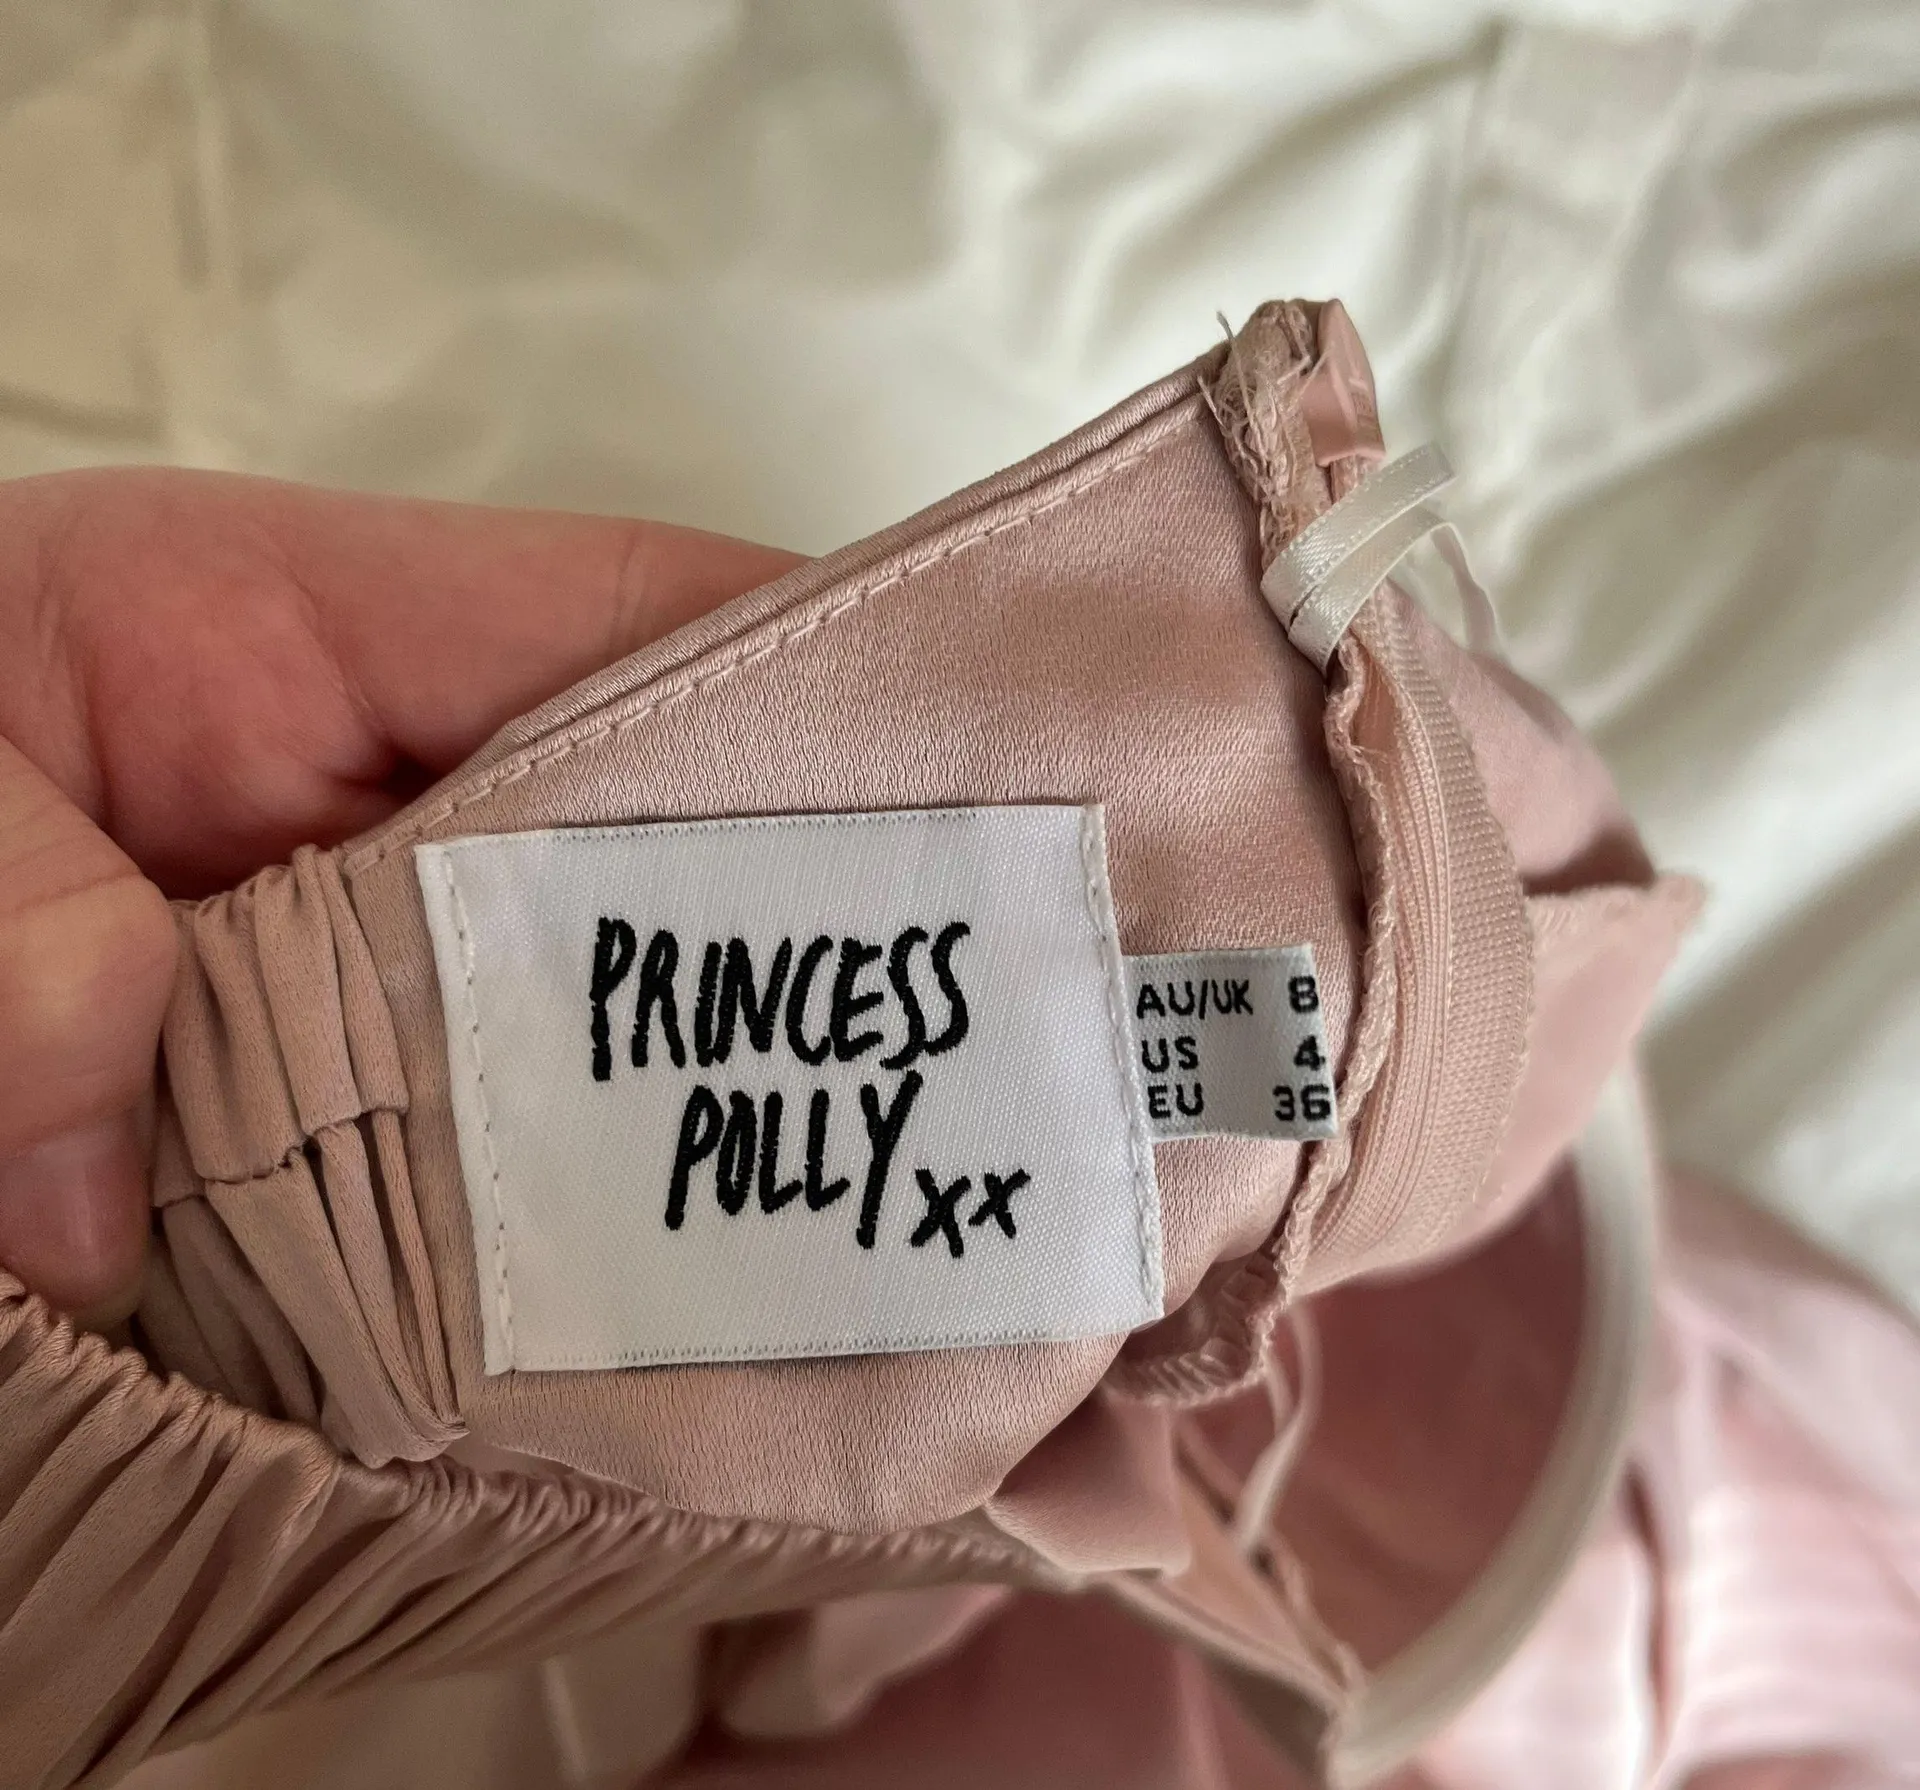 PRINCESS
POLLY xx
AU/UK 8
US 4
EU 36